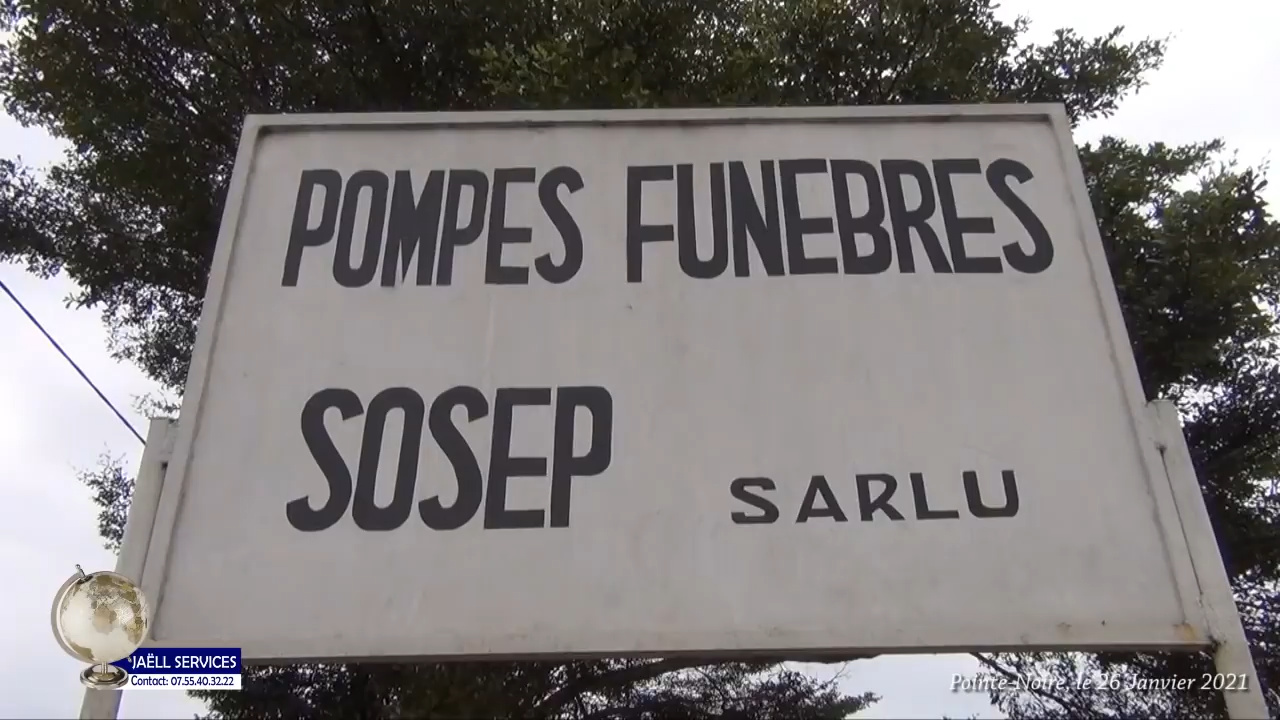 POMPES FUNEBRES
SOSEP SARLU
JAËLL SERVICES
Contact: 07.55.40.32.22
Pointe-Noire, le 26 Janvier 2021